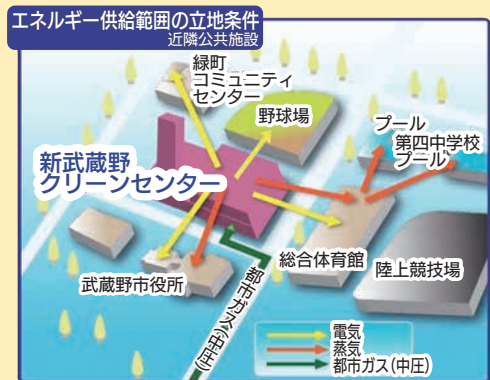 エネルギー供給範囲の立地条件
近隣公共施設
緑町
コミュニティ
センター
野球場
プール
第四中学校
プール
新武蔵野
クリーンセンター
総合体育館
陸上競技場
武蔵野市役所
都市ガス(中圧)
電気
蒸気
都市ガス(中圧)